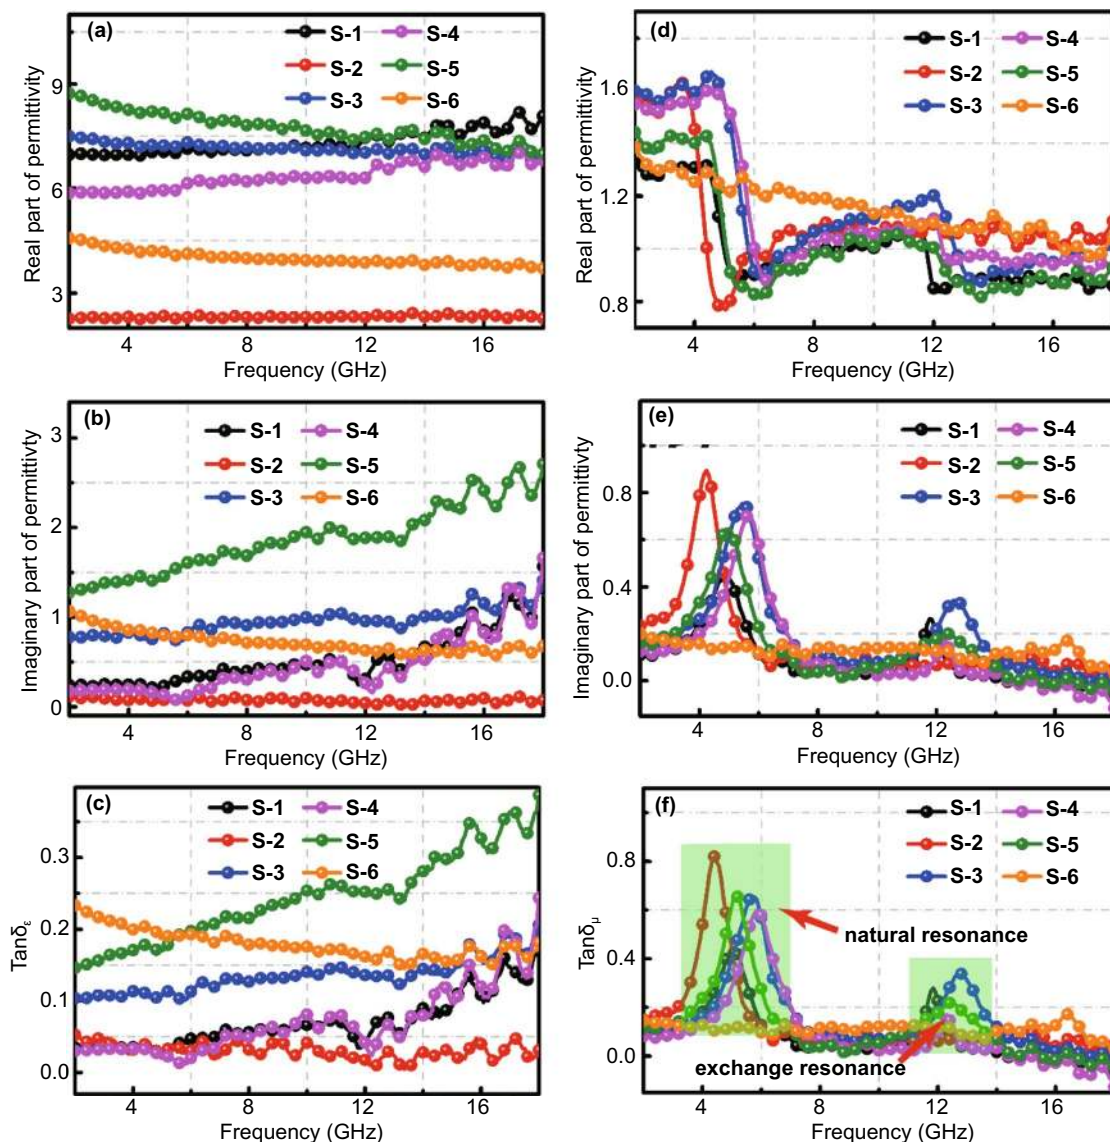 (a)
S-1 S-4
S-2 S-5
S-3 S-6
Real part of permittivity
9
6
3
4 8 12 16
Frequency (GHz)
(d)
S-1 S-4
S-2 S-5
S-3 S-6
Real part of permittivity
1.6
1.2
0.8
4 8 12 16
Frequency (GHz)
(b)
S-1 S-4
S-2 S-5
S-3 S-6
Imaginary part of permittivty
3
2
1
0
4 8 12 16
Frequency (GHz)
(e)
S-1 S-4
S-2 S-5
S-3 S-6
Imaginary part of permittivity
0.8
0.4
0.0
4 8 12 16
Frequency (GHz)
(c)
S-1 S-4
S-2 S-5
S-3 S-6
Tanδε
0.3
0.2
0.1
0.0
4 8 12 16
Frequency (GHz)
(f)
S-1 S-4
S-2 S-5
S-3 S-6
Tanδμ
0.8
0.4
0.0
natural resonance
exchange resonance
4 8 12 16
Frequency (GHz)